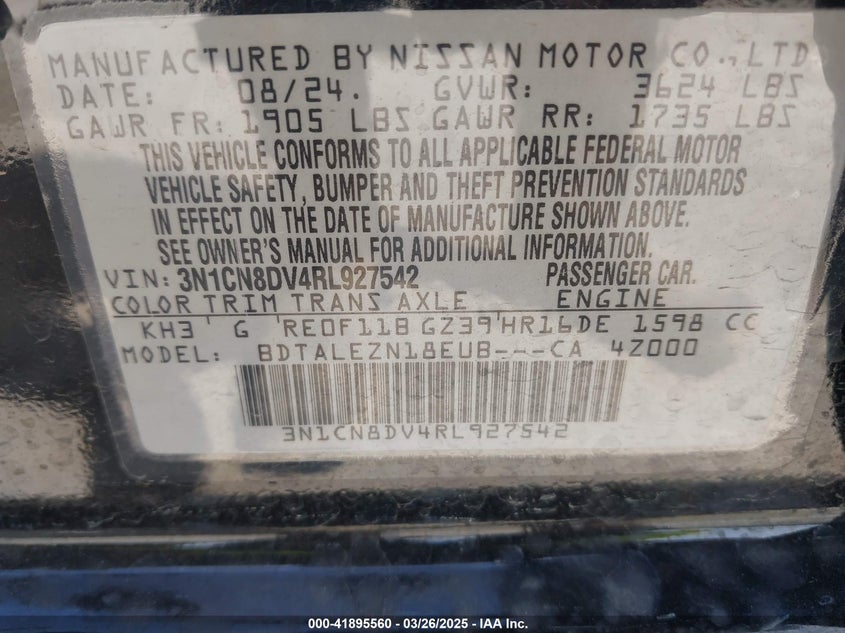 MANUFACTURED BY NISSAN MOTOR CO., LTD
DATE: 08/24. GVWR: 3624 LBS
GAWR FR: 1905 LBS GAWR RR: 1735 LBS
THIS VEHICLE CONFORMS TO ALL APPLICABLE FEDERAL MOTOR
VEHICLE SAFETY, BUMPER AND THEFT PREVENTION STANDARDS
IN EFFECT ON THE DATE OF MANUFACTURE SHOWN ABOVE.
SEE OWNER'S MANUAL FOR ADDITIONAL INFORMATION.
VIN: 3N1CN8DV4RL927542 PASSENGER CAR.
COLOR TRIM TRANS AXLE ENGINE
KH3 G RE0F11B GZ39 HR16DE 1598 CC
MODEL: BDTALEZN18EUB---CA 4Z000
3N1CN8DV4RL927542
000-41895560 - 03/26/2025 - IAAI.COM